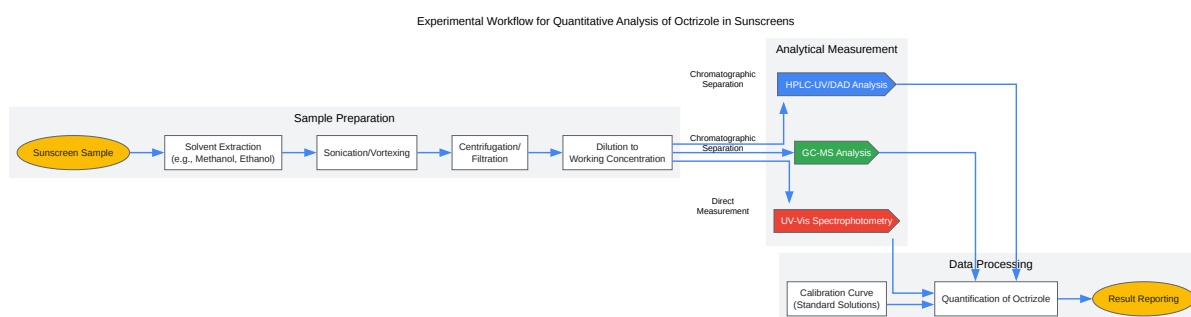 Experimental Workflow for Quantitative Analysis of Octrizole in Sunscreens
Sample Preparation
Sunscreen Sample
Solvent Extraction
(e.g., Methanol, Ethanol)
Sonication/Vortexing
Centrifugation/
Filtration
Dilution to
Working Concentration
Chromatographic
Separation
Chromatographic
Separation
Direct
Measurement
Analytical Measurement
HPLC-UV/DAD Analysis
GC-MS Analysis
UV-Vis Spectrophotometry
Data Processing
Calibration Curve
(Standard Solutions)
Quantification of Octrizole
Result Reporting